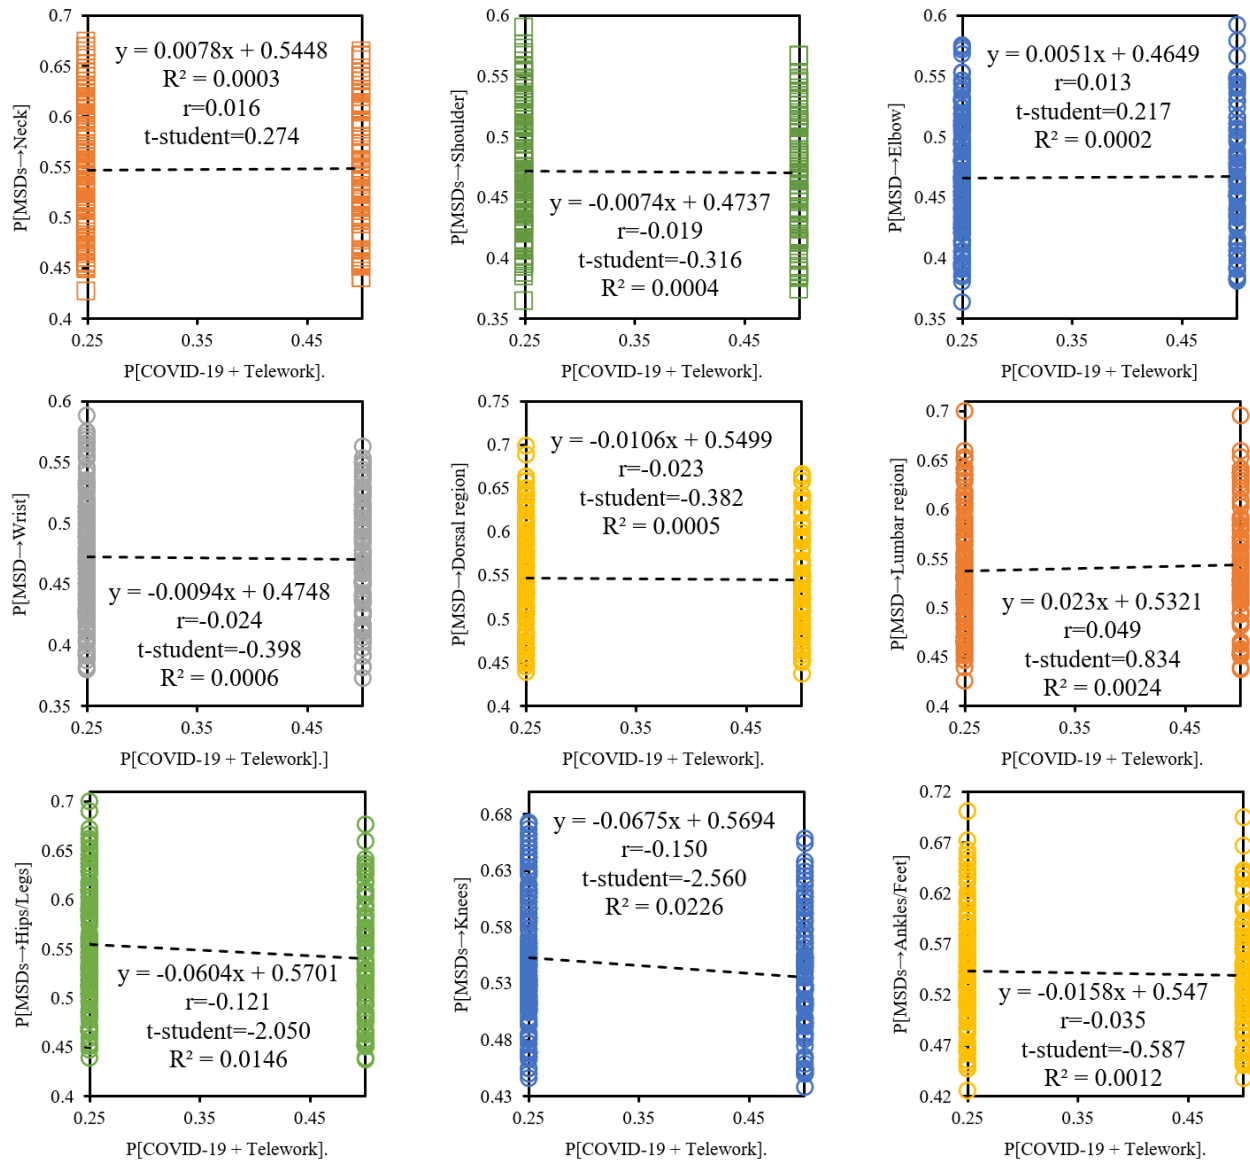 P[MSDs→Neck]
0.7
0.65
0.6
0.55
0.5
0.45
0.4
y = 0.0078x + 0.5448
R² = 0.0003
r=0.016
t-student=0.274
0.25
0.35
0.45
P[COVID-19 + Telework].
P[MSDs→Shoulder]
0.6
0.55
0.5
0.45
0.4
0.35
y = -0.0074x + 0.4737
r=-0.019
t-student=-0.316
R² = 0.0004
0.25
0.35
0.45
P[COVID-19 + Telework].
P[MSD→Elbow]
0.6
0.55
0.5
0.45
0.4
0.35
y = 0.0051x + 0.4649
r=0.013
t-student=0.217
R² = 0.0002
0.25
0.35
0.45
P[COVID-19 + Telework]
P[MSD→Wrist]
0.6
0.55
0.5
0.45
0.4
0.35
y = -0.0094x + 0.4748
r=-0.024
t-student=-0.398
R² = 0.0006
0.25
0.35
0.45
P[COVID-19 + Telework].]
P[MSD→Dorsal region]
0.75
0.7
0.65
0.6
0.55
0.5
0.45
0.4
y = -0.0106x + 0.5499
r=-0.023
t-student=-0.382
R² = 0.0005
0.25
0.35
0.45
P[COVID-19 + Telework].
P[MSD→Lumbar region]
0.7
0.6
0.5
0.4
y = 0.023x + 0.5321
r=0.049
t-student=0.834
R² = 0.0024
0.25
0.35
0.45
P[COVID-19 + Telework].
P[MSDs→Hips/Legs]
0.7
0.65
0.6
0.55
0.5
0.45
0.4
y = -0.0604x + 0.5701
r=-0.121
t-student=-2.050
R² = 0.0146
0.25
0.35
0.45
P[COVID-19 + Telework].
P[MSDs→Knees]
0.68
0.63
0.58
0.53
0.48
0.43
y = -0.0675x + 0.5694
r=-0.150
t-student=-2.560
R² = 0.0226
0.25
0.35
0.45
P[COVID-19 + Telework].
P[MSDs→Ankles/Feet]
0.72
0.67
0.62
0.57
0.52
0.47
0.42
y = -0.0158x + 0.547
r=-0.035
t-student=-0.587
R² = 0.0012
0.25
0.35
0.45
P[COVID-19 + Telework].